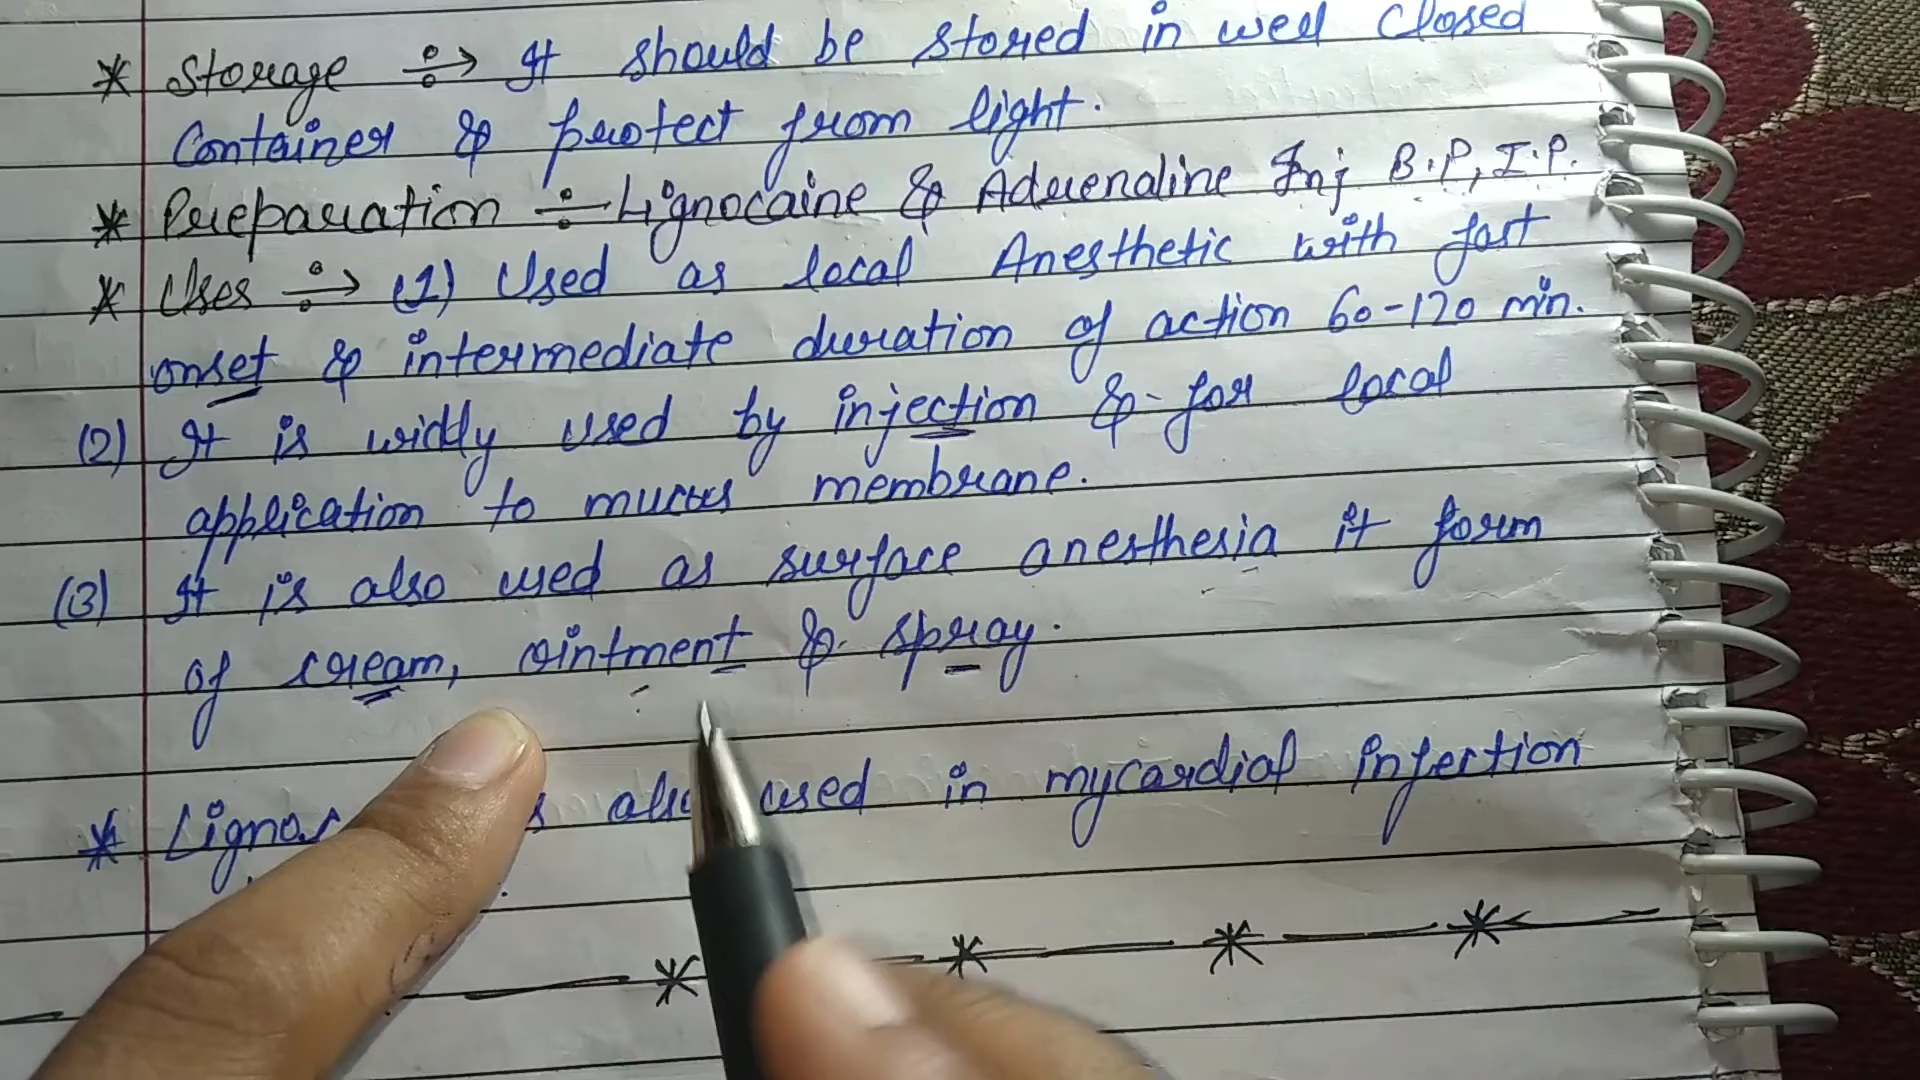 * Storage ÷→ It should be stored in well closed
Container & protect from light.
* Preparation ÷ Lignocaine & Adrenaline Inj B.P, I.P.
* Uses ÷→ (1) Used as local Anesthetic with fast
onset & intermediate duration of action 60-120 min.
(2) It is widly used by injection & for local
application to mucus membrane.
(3) It is also used as surface anesthesia it form
of cream, ointment & spray.
* also used in mycardial infection